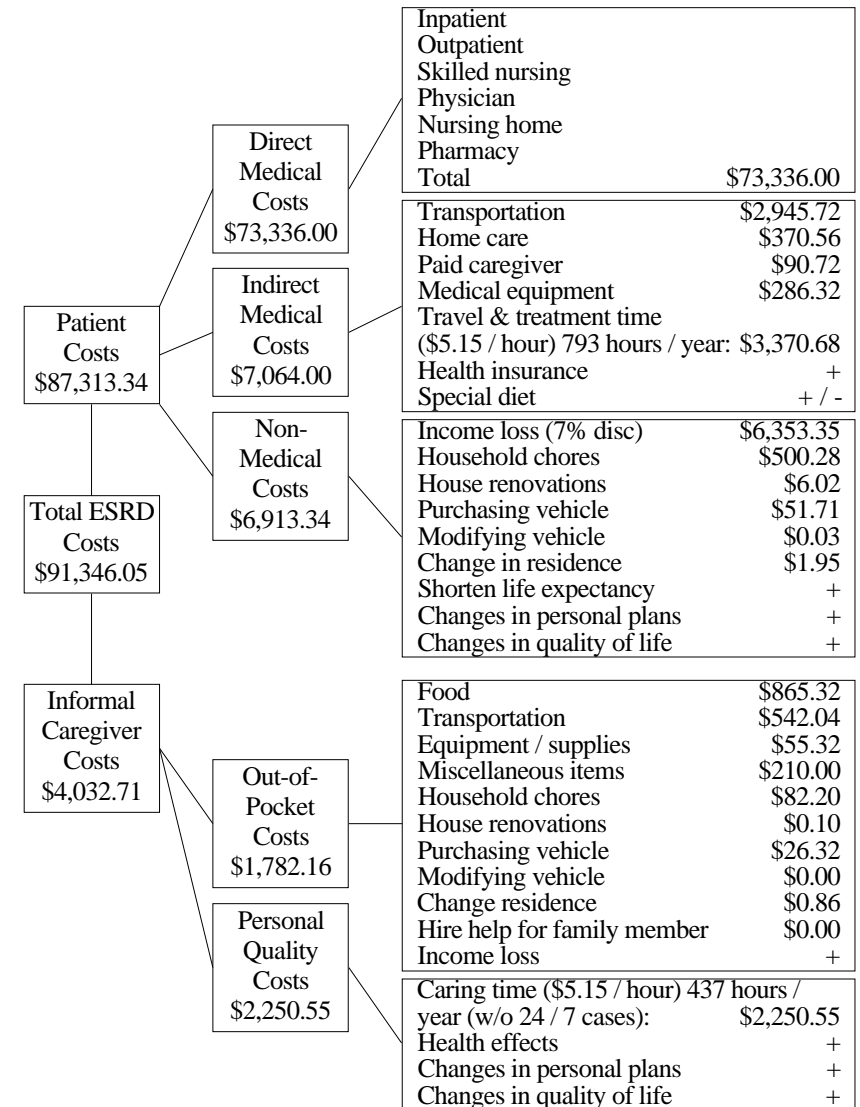 Patient
Costs
$87,313.34
Total ESRD
Costs
$91,346.05
Informal
Caregiver
Costs
$4,032.71
Direct
Medical
Costs
$73,336.00
Indirect
Medical
Costs
$7,064.00
Non-
Medical
Costs
$6,913.34
Out-of-
Pocket
Costs
$1,782.16
Personal
Quality
Costs
$2,250.55
Inpatient
Outpatient
Skilled nursing
Physician
Nursing home
Pharmacy
Total $73,336.00
Transportation $2,945.72
Home care $370.56
Paid caregiver $90.72
Medical equipment $286.32
Travel & treatment time
($5.15 / hour) 793 hours / year: $3,370.68
Health insurance +
Special diet + / -
Income loss (7% disc) $6,353.35
Household chores $500.28
House renovations $6.02
Purchasing vehicle $51.71
Modifying vehicle $0.03
Change in residence $1.95
Shorten life expectancy +
Changes in personal plans +
Changes in quality of life +
Food $865.32
Transportation $542.04
Equipment / supplies $55.32
Miscellaneous items $210.00
Household chores $82.20
House renovations $0.10
Purchasing vehicle $26.32
Modifying vehicle $0.00
Change residence $0.86
Hire help for family member $0.00
Income loss +
Caring time ($5.15 / hour) 437 hours /
year (w/o 24 / 7 cases): $2,250.55
Health effects +
Changes in personal plans +
Changes in quality of life +